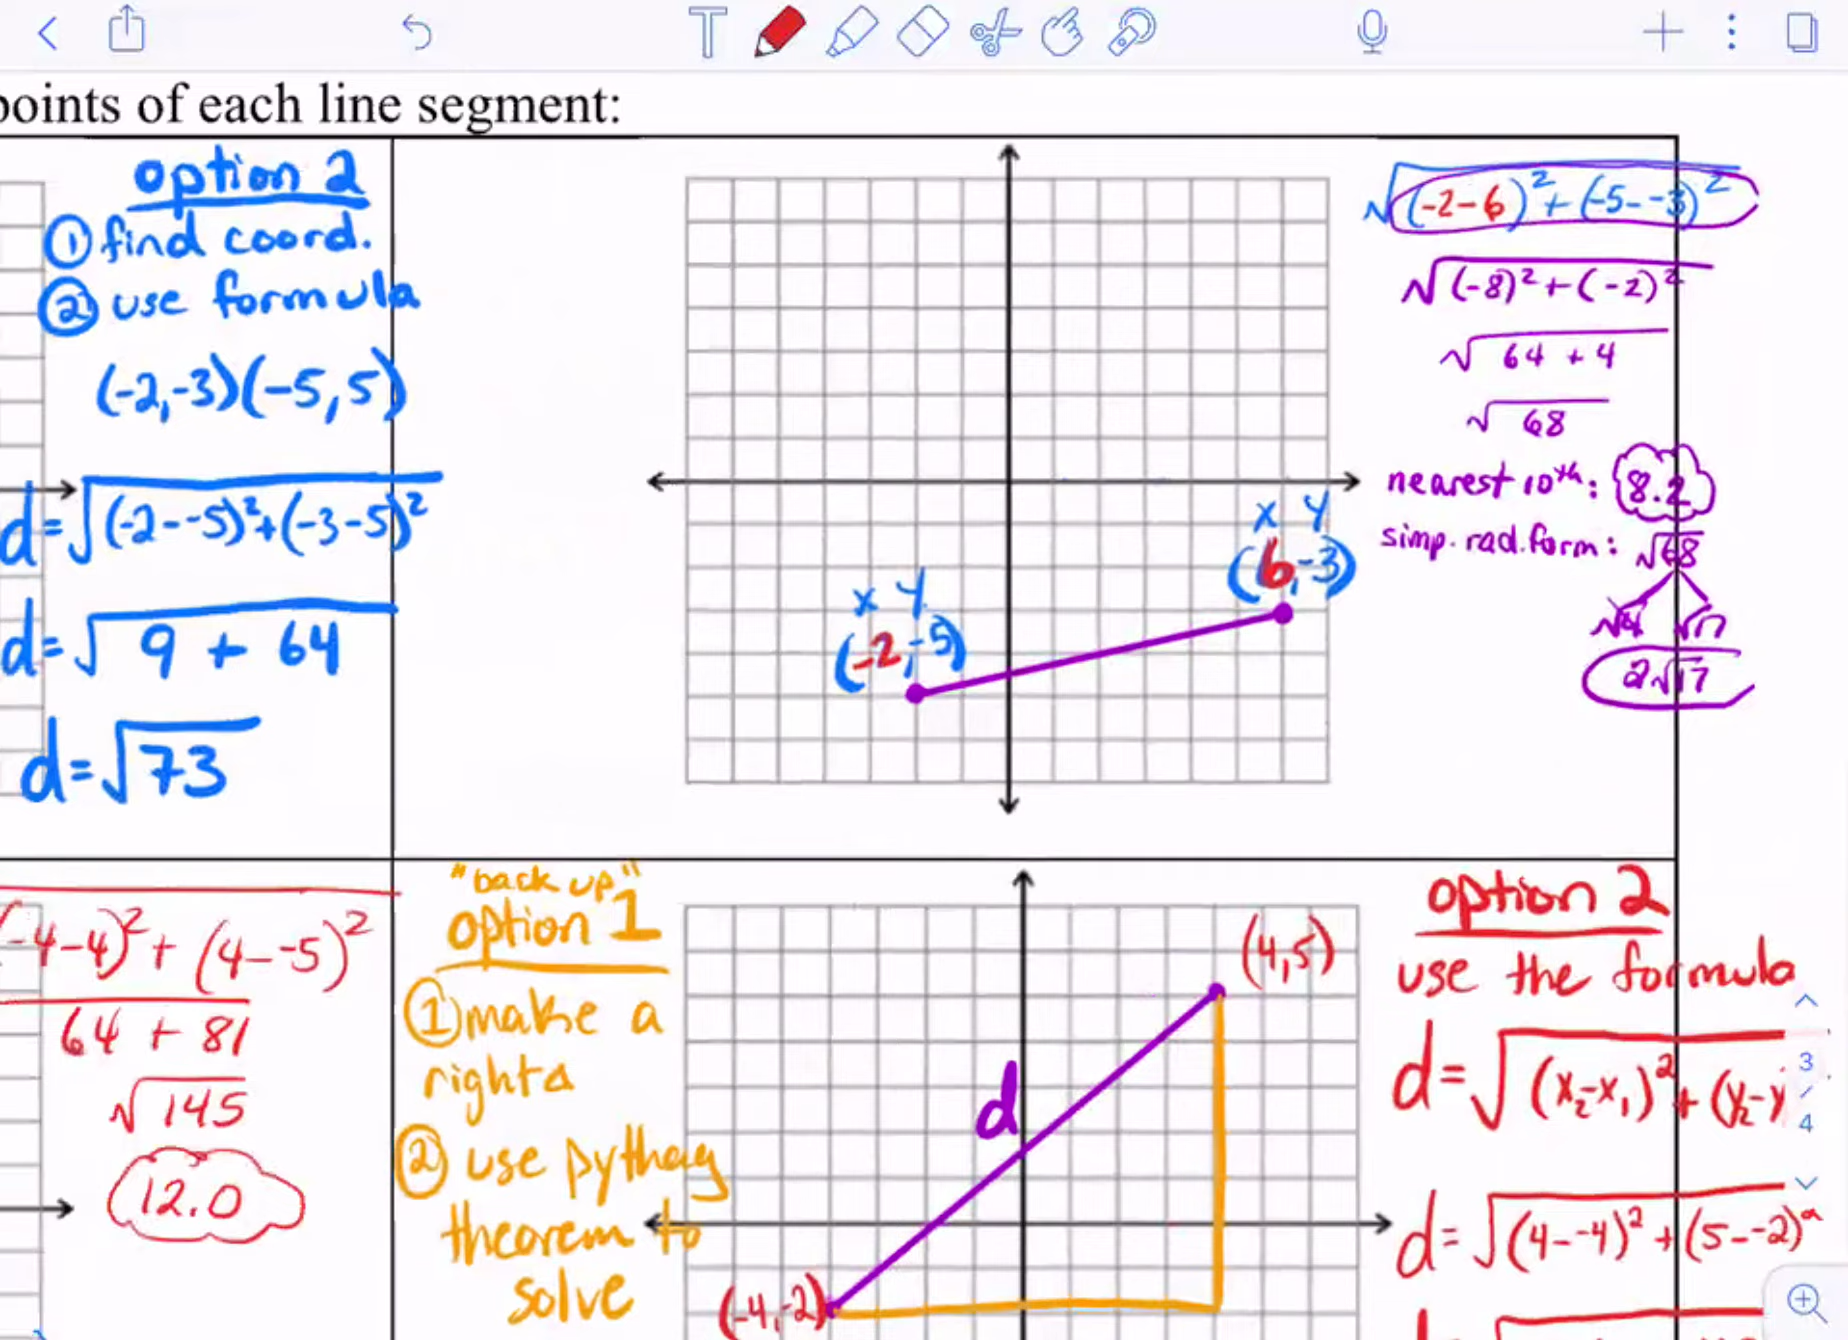 points of each line segment:
option 2
① find coord.
② use formula
(-2,-3)(-5,5)
d=√(-2--5)²+(-3-5)²
d=√9 + 64
d=√73
x y
(-2,-5)
x y
(6,-3)
√(-2-6)²+(-5--3)²
√(-8)²+(-2)²
√64 + 4
√68
nearest 10th: 8.2
simp. rad. form: √68
√4 √17
2√17
-4-4)²+ (4--5)²
64 + 81
√145
12.0
"back up"
option 1
① make a
right△
② use pythag
theorem to
solve
(4,5)
d
(-4,-2)
option 2
use the formula
d=√(x₂-x₁)²+(y₂-y
d=√(4--4)²+(5--2)²
3
/
4